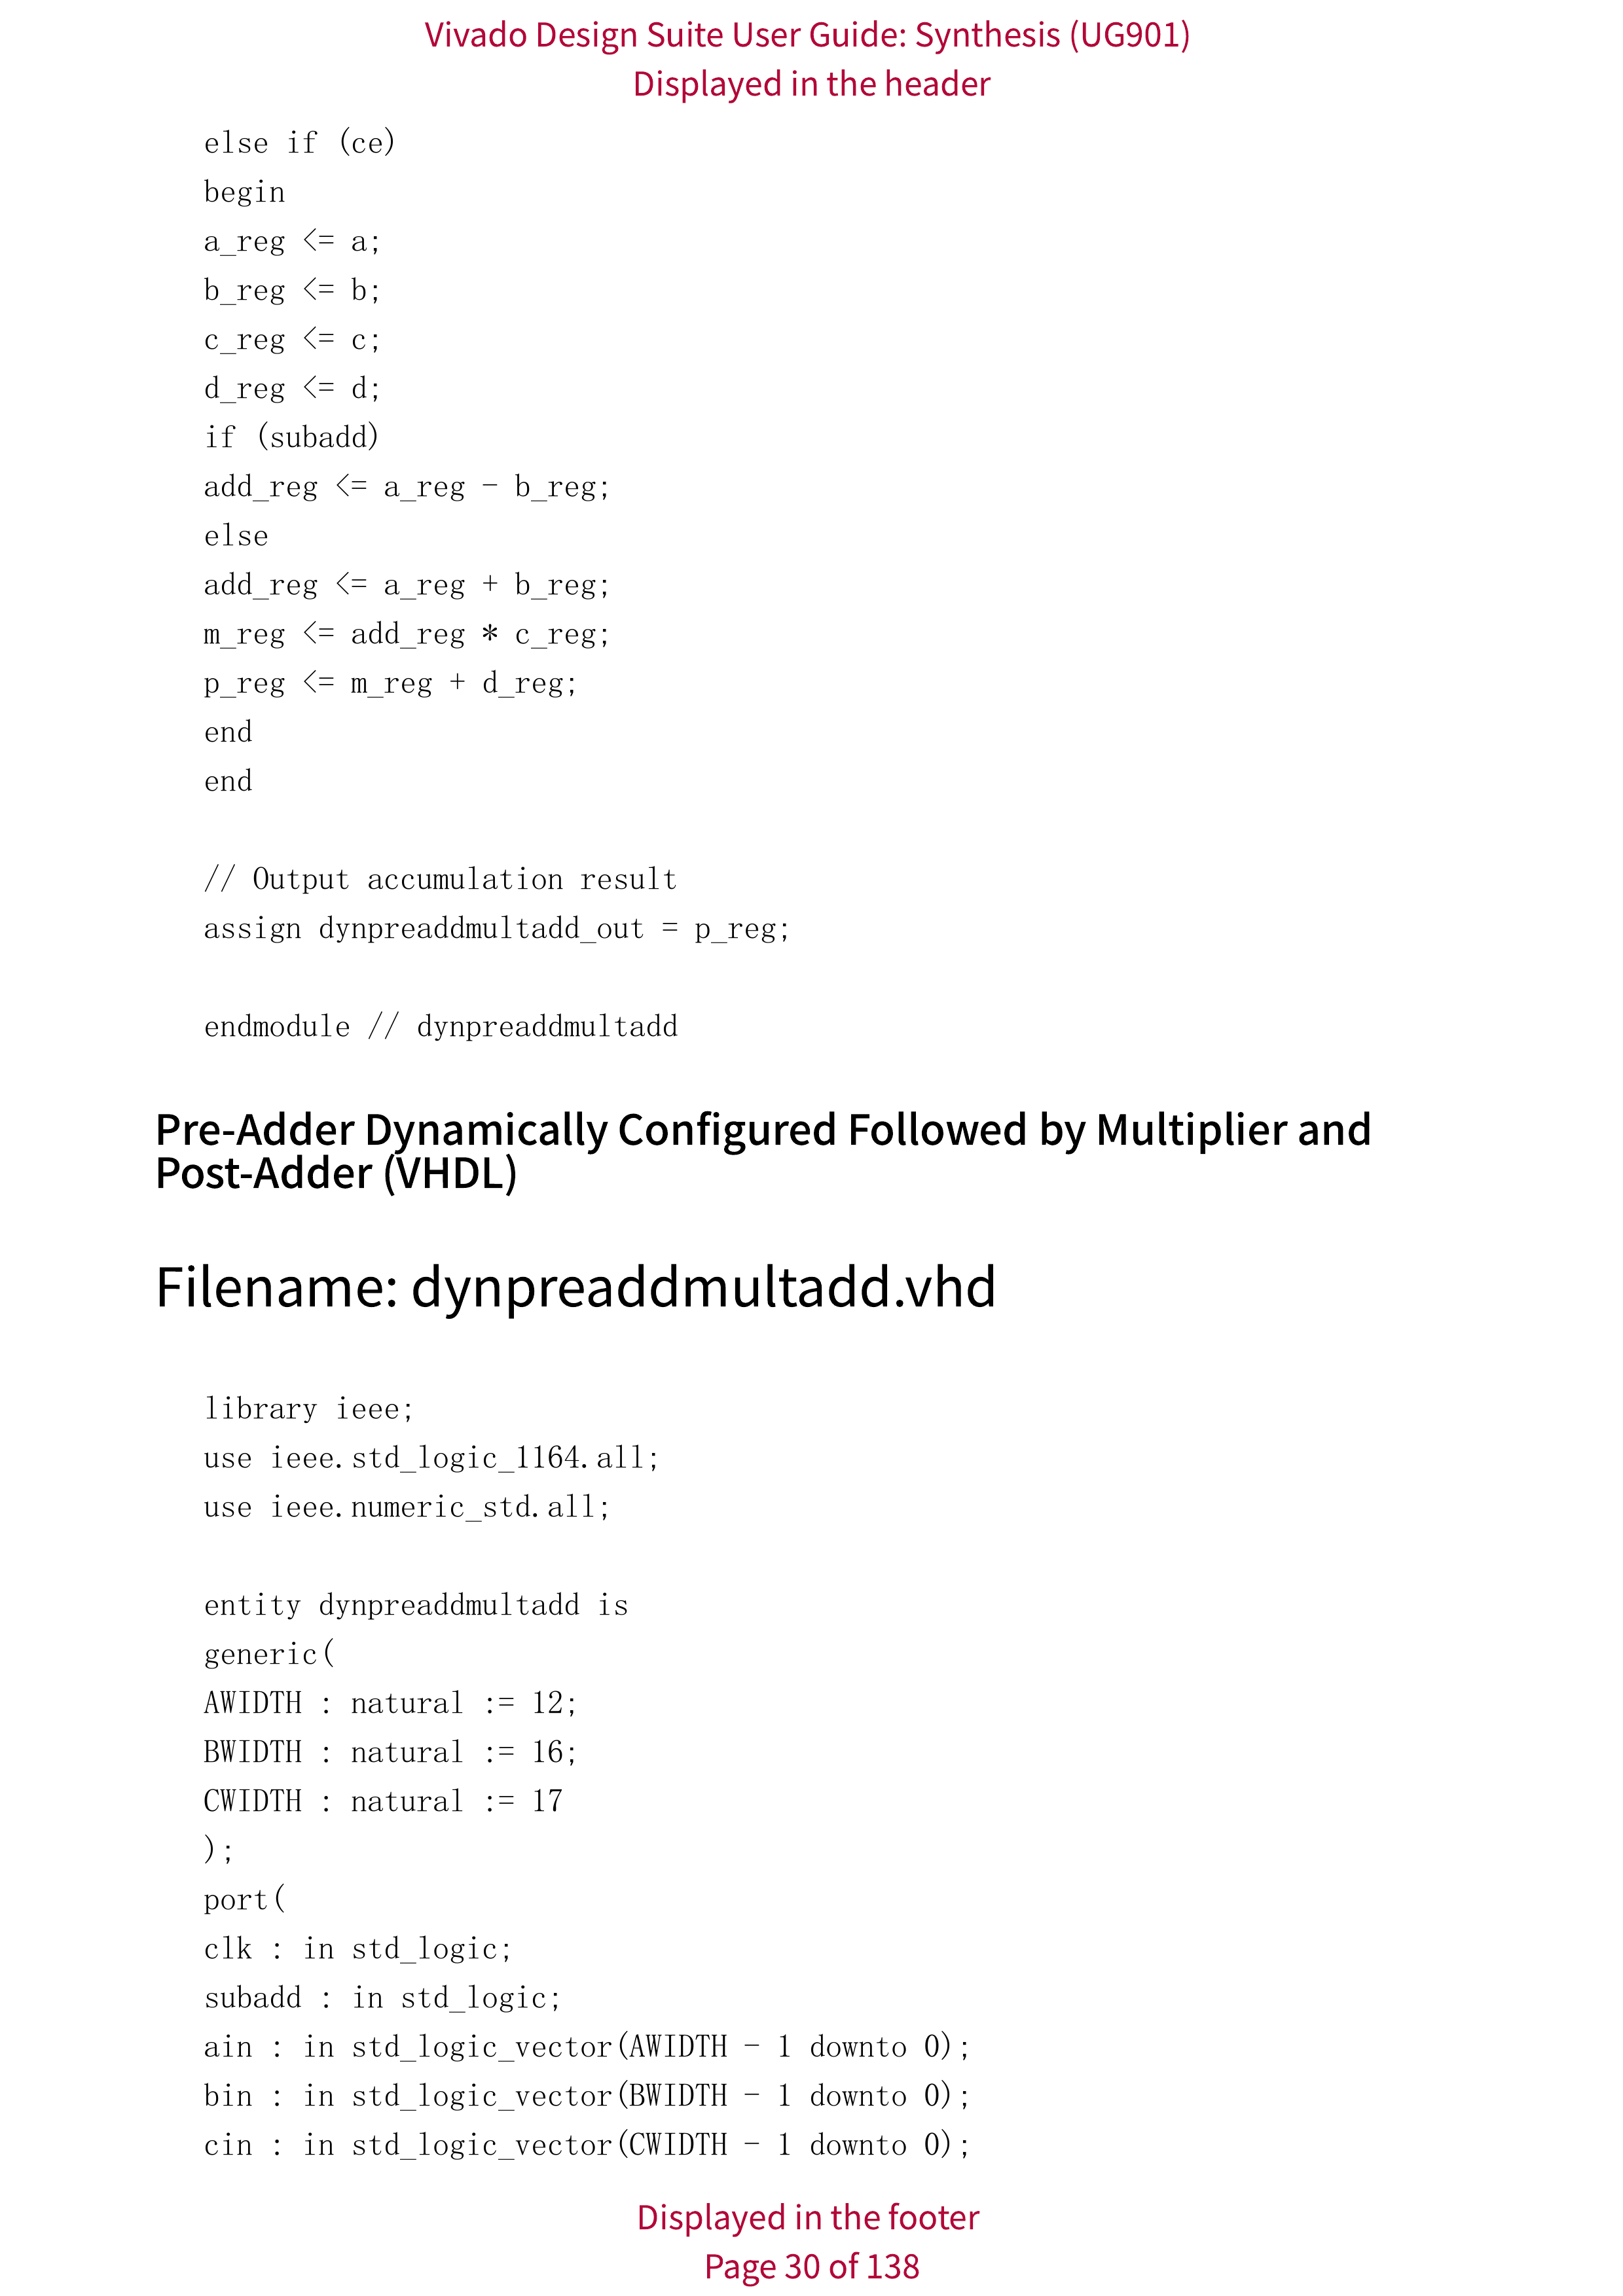 Vivado Design Suite User Guide: Synthesis (UG901)
Displayed in the header
else if (ce)
begin
a_reg <= a;
b_reg <= b;
c_reg <= c;
d_reg <= d;
if (subadd)
add_reg <= a_reg - b_reg;
else
add_reg <= a_reg + b_reg;
m_reg <= add_reg * c_reg;
p_reg <= m_reg + d_reg;
end
end
// Output accumulation result
assign dynpreaddmultadd_out = p_reg;
endmodule // dynpreaddmultadd
Pre-Adder Dynamically Configured Followed by Multiplier and
Post-Adder (VHDL)
Filename: dynpreaddmultadd.vhd
library ieee;
use ieee.std_logic_1164.all;
use ieee.numeric_std.all;
entity dynpreaddmultadd is
generic(
AWIDTH : natural := 12;
BWIDTH : natural := 16;
CWIDTH : natural := 17
);
port(
clk : in std_logic;
subadd : in std_logic;
ain : in std_logic_vector(AWIDTH - 1 downto 0);
bin : in std_logic_vector(BWIDTH - 1 downto 0);
cin : in std_logic_vector(CWIDTH - 1 downto 0);
Displayed in the footer
Page 30 of 138